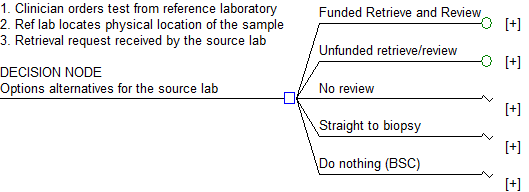 1. Clinician orders test from reference laboratory
2. Ref lab locates physical location of the sample
3. Retrieval request received by the source lab
DECISION NODE
Options alternatives for the source lab
Funded Retrieve and Review
[+]
Unfunded retrieve/review
[+]
No review
[+]
Straight to biopsy
[+]
Do nothing (BSC)
[+]